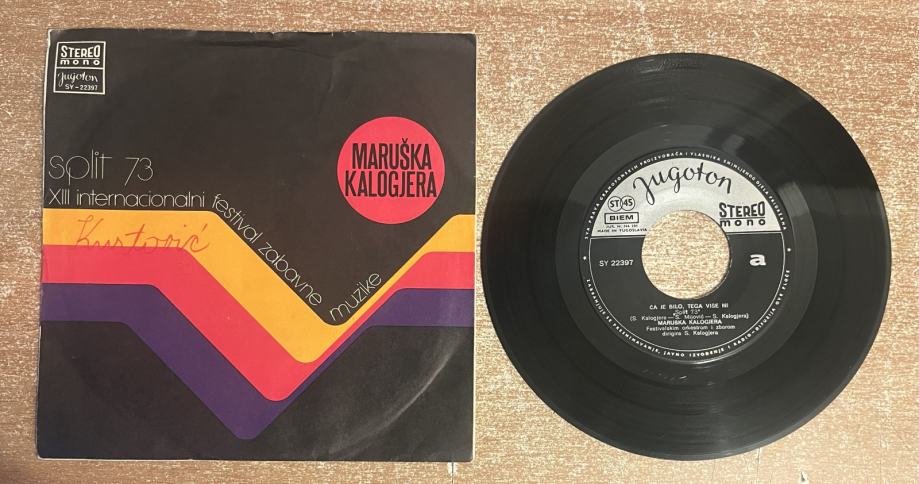 STEREO
mono
Jugoton
SY-22397
split 73
XIII internacionalni festival zabavne muzike
MARUŠKA
KALOGJERA
Kurtović
Jugoton
ST 45
BIEM
MADE IN YUGOSLAVIA
STEREO
mono
SY 22397
a
ČA JE BILO, TEGA VIŠE NI
"Split 73"
(S. Kalogjera — S. Mojović — S. Kalogjera)
MARUŠKA KALOGJERA
Festivalskim orkestrom i zborom
dirigira S. Kalogjera